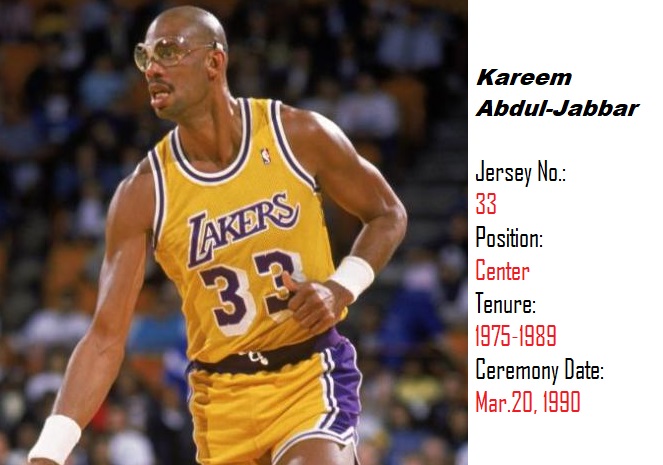 LAKERS
33
Kareem
Abdul-Jabbar
Jersey No.:
33
Position:
Center
Tenure:
1975-1989
Ceremony Date:
Mar.20, 1990